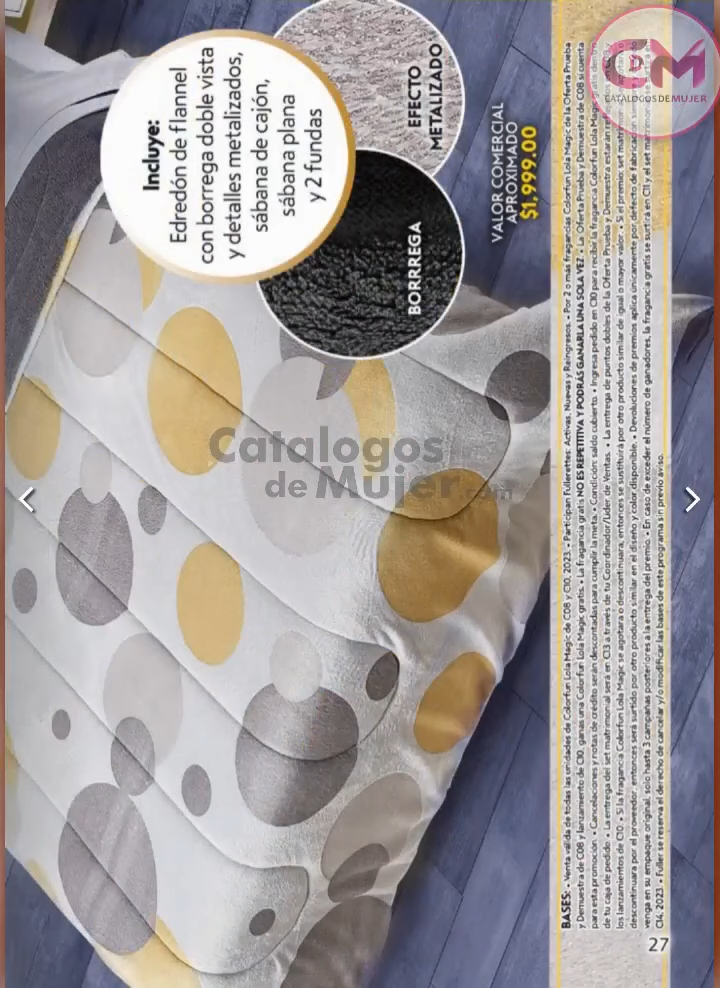 Incluye:
Edredón de flannel
con borrega doble vista
y detalles metalizados,
sábana de cajón,
sábana plana
y 2 fundas
EFECTO
METALIZADO
BORRREGA
VALOR COMERCIAL
APROXIMADO
$1,999.00
CM
CATALOGOSDEMUJER
Catalogos
de Mujer.com
BASES: • Venta válida de todas las unidades de Colorfun Lola Magic de C08 y C10, 2023. • Participan Fullerettes: Activas, Nuevas y Reingresos. • Por 2 o más fragancias Colorfun Lola Magic de la Oferta Prueba
y Demuestra de C08 y lanzamiento de C10, ganas una Colorfun Lola Magic gratis. • La fragancia gratis NO ES REPETITIVA Y PODRÁS GANARLA UNA SOLA VEZ. • La Oferta Prueba y Demuestra de C08 si cuenta
para esta promoción. • Cancelaciones y notas de crédito serán descontadas para cumplir la meta. • Condición: saldo cubierto. • Ingresa pedido en C10 para recibir la fragancia Colorfun Lola Magic gratis dentro
de tu caja de pedido. • La entrega del set matrimonial será en C13 a través de tu Coordinador/Líder de Ventas. • La entrega de puntos dobles de la Oferta Prueba y Demuestra estarán
los lanzamientos de C10. • Si la fragancia Colorfun Lola Magic se agotara o descontinuara, entonces se sustituirá por otro producto similar de igual o mayor valor. • Si el premio: set
descontinuara por el proveedor, entonces será surtido por otro producto similar en el diseño y color disponible. • Devoluciones de premios aplica únicamente por defecto de fabricación
venga en su empaque original, solo hasta 3 campañas posteriores a la entrega del premio. • En caso de exceder el número de ganadores, la fragancia gratis se surtirá en C11 y el set
C14, 2023. • Fuller se reserva el derecho de cancelar y/o modificar las bases de este programa sin previo aviso.
27